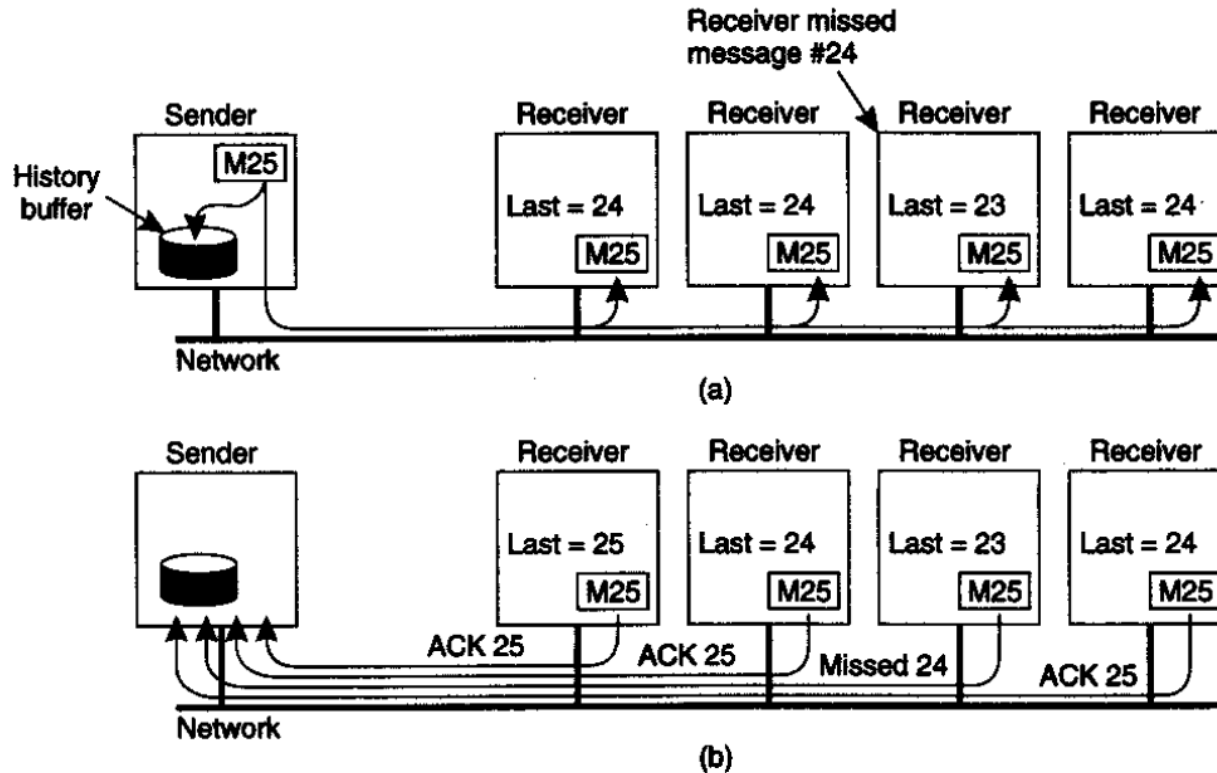 Receiver missed
message #24
Sender
Receiver
Receiver
Receiver
Receiver
M25
History
buffer
Last = 24
Last = 24
Last = 23
Last = 24
M25
M25
M25
M25
Network
(a)
Sender
Receiver
Receiver
Receiver
Receiver
Last = 25
Last = 24
Last = 23
Last = 24
M25
M25
M25
M25
ACK 25
ACK 25
Missed 24
ACK 25
Network
(b)